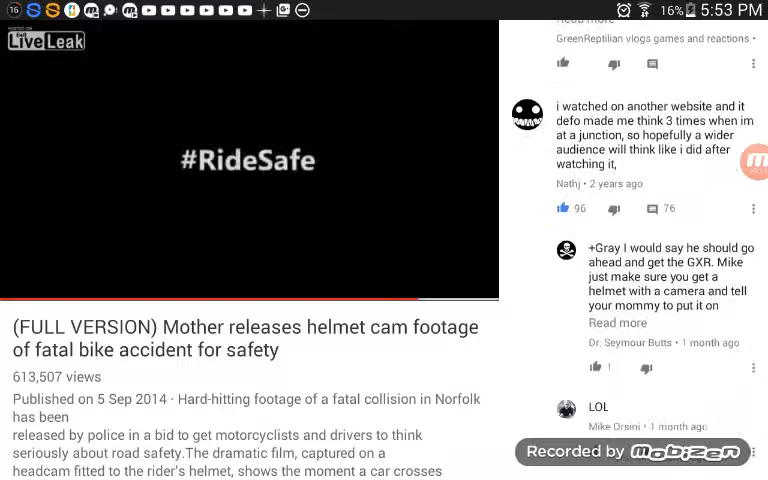 16
16%
5:53 PM
LiveLeak
#RideSafe
(FULL VERSION) Mother releases helmet cam footage
of fatal bike accident for safety
613,507 views
Published on 5 Sep 2014 · Hard-hitting footage of a fatal collision in Norfolk
has been
released by police in a bid to get motorcyclists and drivers to think
seriously about road safety.The dramatic film, captured on a
headcam fitted to the rider's helmet, shows the moment a car crosses
Read more
GreenReptilian vlogs games and reactions •
i watched on another website and it
defo made me think 3 times when im
at a junction, so hopefully a wider
audience will think like i did after
watching it,
Nathj • 2 years ago
96
76
+Gray I would say he should go
ahead and get the GXR. Mike
just make sure you get a
helmet with a camera and tell
your mommy to put it on
Read more
Dr. Seymour Butts • 1 month ago
1
LOL
Mike Orsini • 1 month ago
Recorded by MOBIZEN